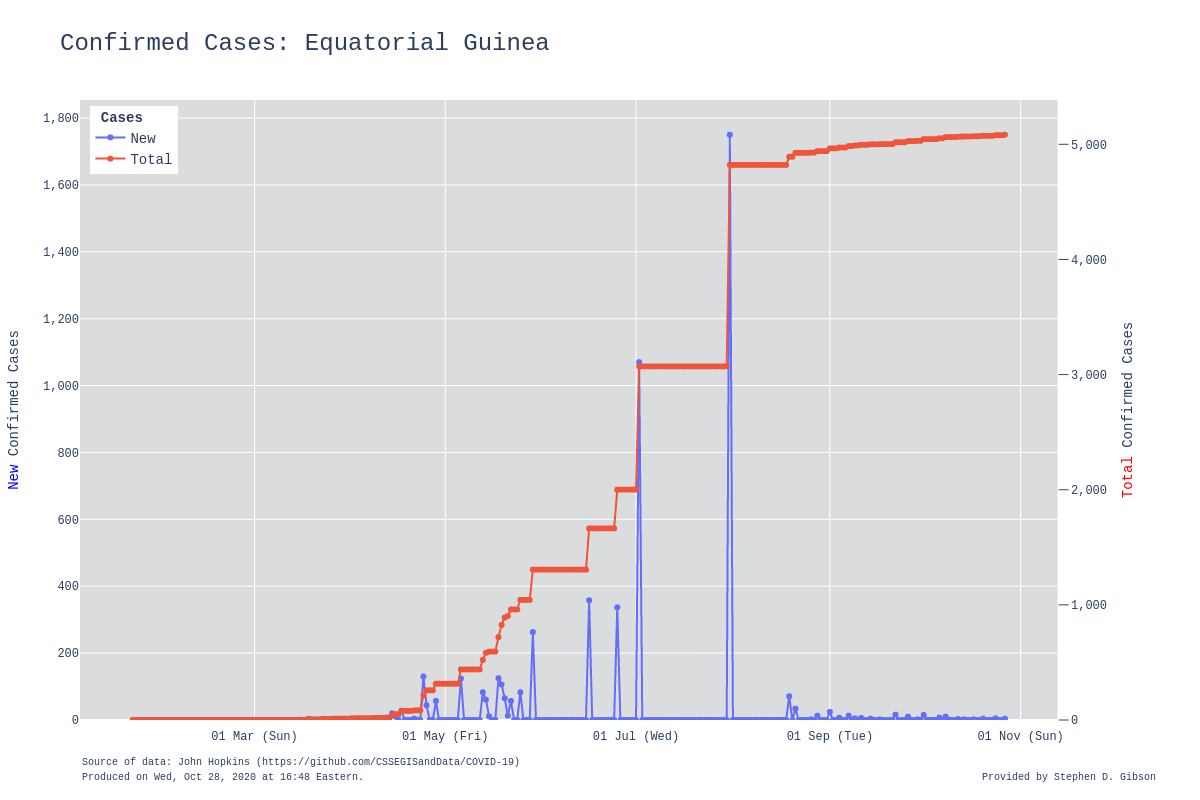 Confirmed Cases: Equatorial Guinea
Cases
New
Total
1,800
1,600
1,400
1,200
1,000
800
600
400
200
0
New Confirmed Cases
5,000
4,000
3,000
2,000
1,000
0
Total Confirmed Cases
01 Mar (Sun)
01 May (Fri)
01 Jul (Wed)
01 Sep (Tue)
01 Nov (Sun)
Source of data: John Hopkins (https://github.com/CSSEGISandData/COVID-19)
Produced on Wed, Oct 28, 2020 at 16:48 Eastern.
Provided by Stephen D. Gibson